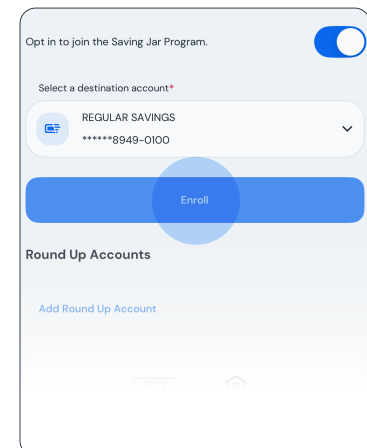 Opt in to join the Saving Jar Program.
Select a destination account*
REGULAR SAVINGS
******8949-0100
Enroll
Round Up Accounts
Add Round Up Account